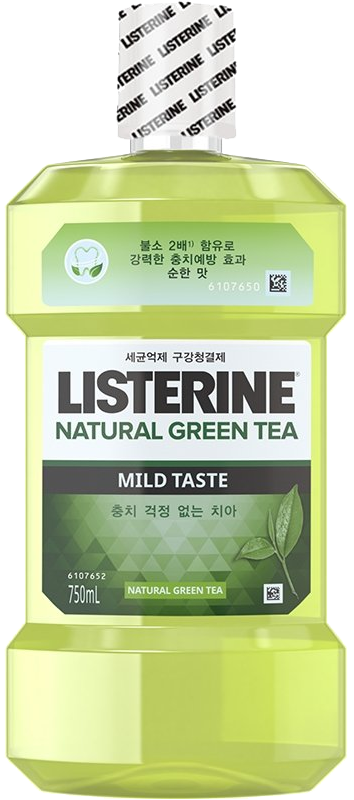 LISTERINE LISTERINE
LISTERINE LISTERINE
LISTERINE LISTERINE
불소 2배¹⁾ 함유로
강력한 충치예방 효과
순한 맛
6107650
세균억제 구강청결제
LISTERINE®
NATURAL GREEN TEA
MILD TASTE
충치 걱정 없는 치아
6107652
750mL
NATURAL GREEN TEA